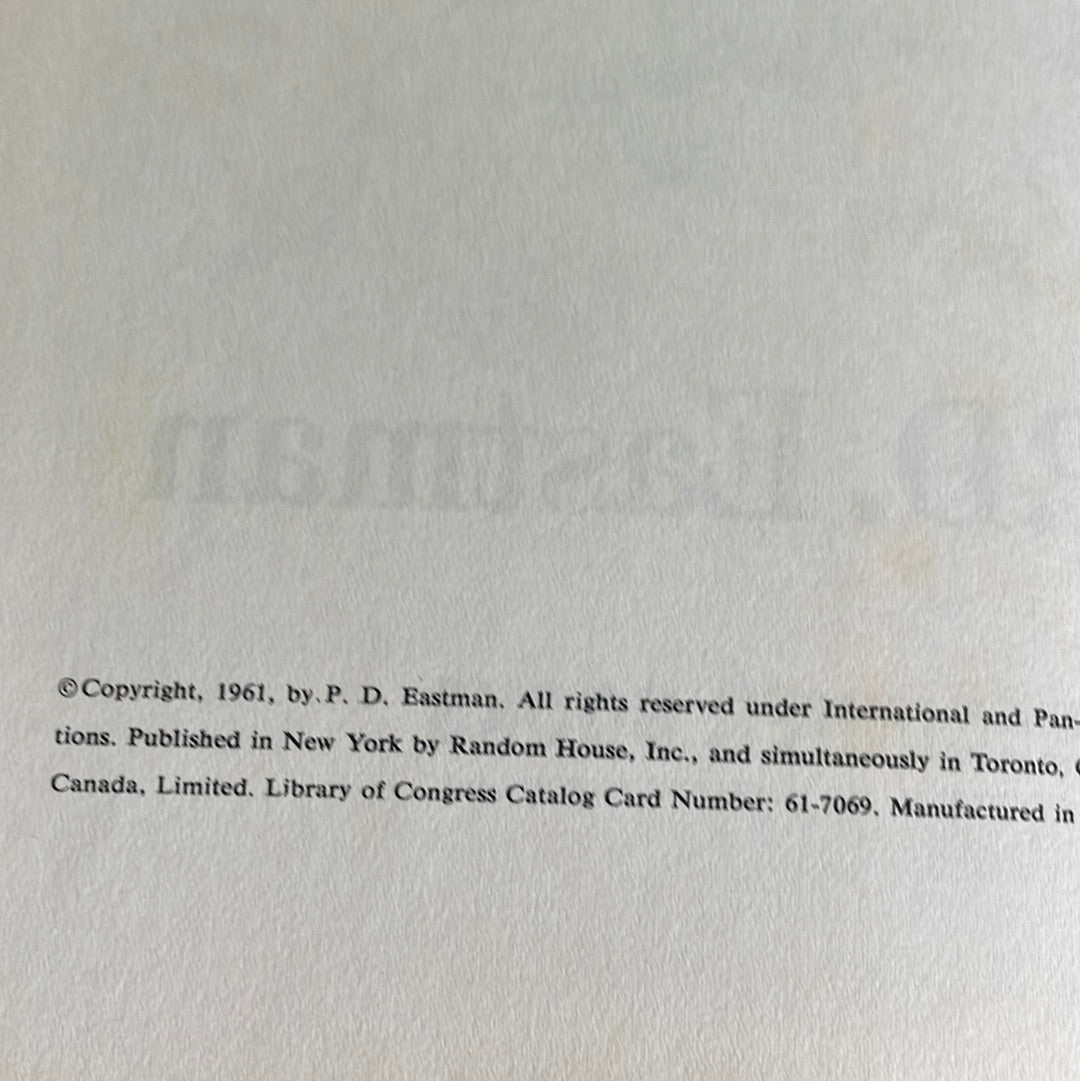 P. D. Eastman
©Copyright, 1961, by P. D. Eastman. All rights reserved under International and Pan-
tions. Published in New York by Random House, Inc., and simultaneously in Toronto,
Canada, Limited. Library of Congress Catalog Card Number: 61-7069. Manufactured in